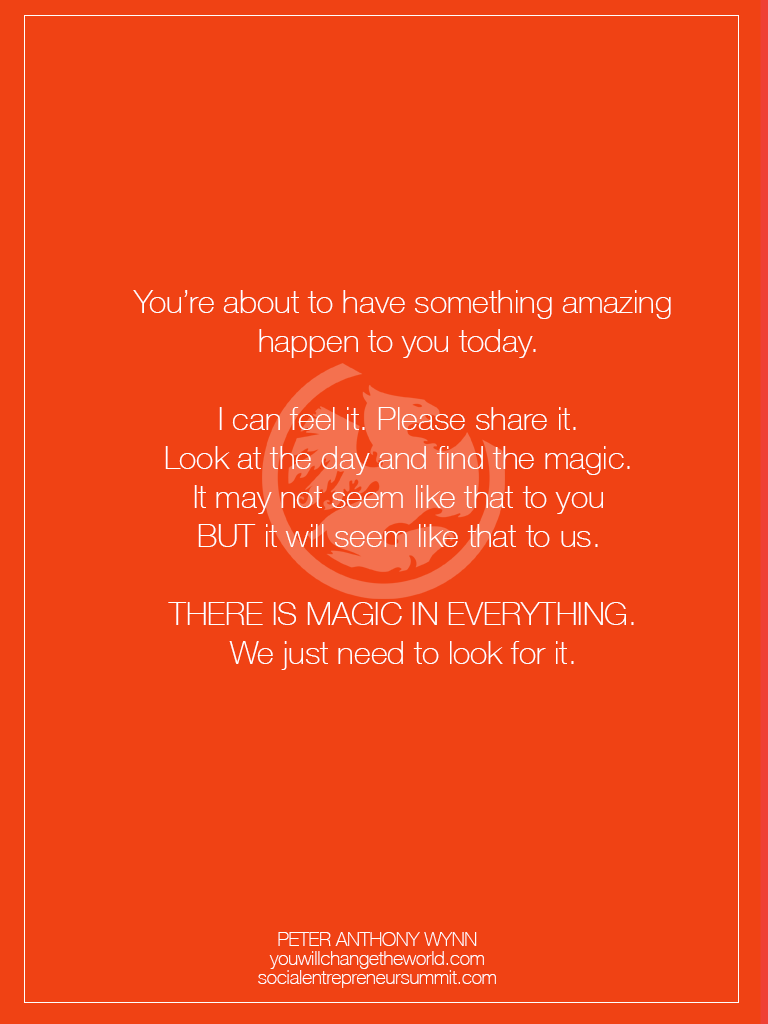 You’re about to have something amazing
happen to you today.
I can feel it. Please share it.
Look at the day and find the magic.
It may not seem like that to you
BUT it will seem like that to us.
THERE IS MAGIC IN EVERYTHING.
We just need to look for it.
PETER ANTHONY WYNN
youwillchangetheworld.com
socialentrepreneursummit.com